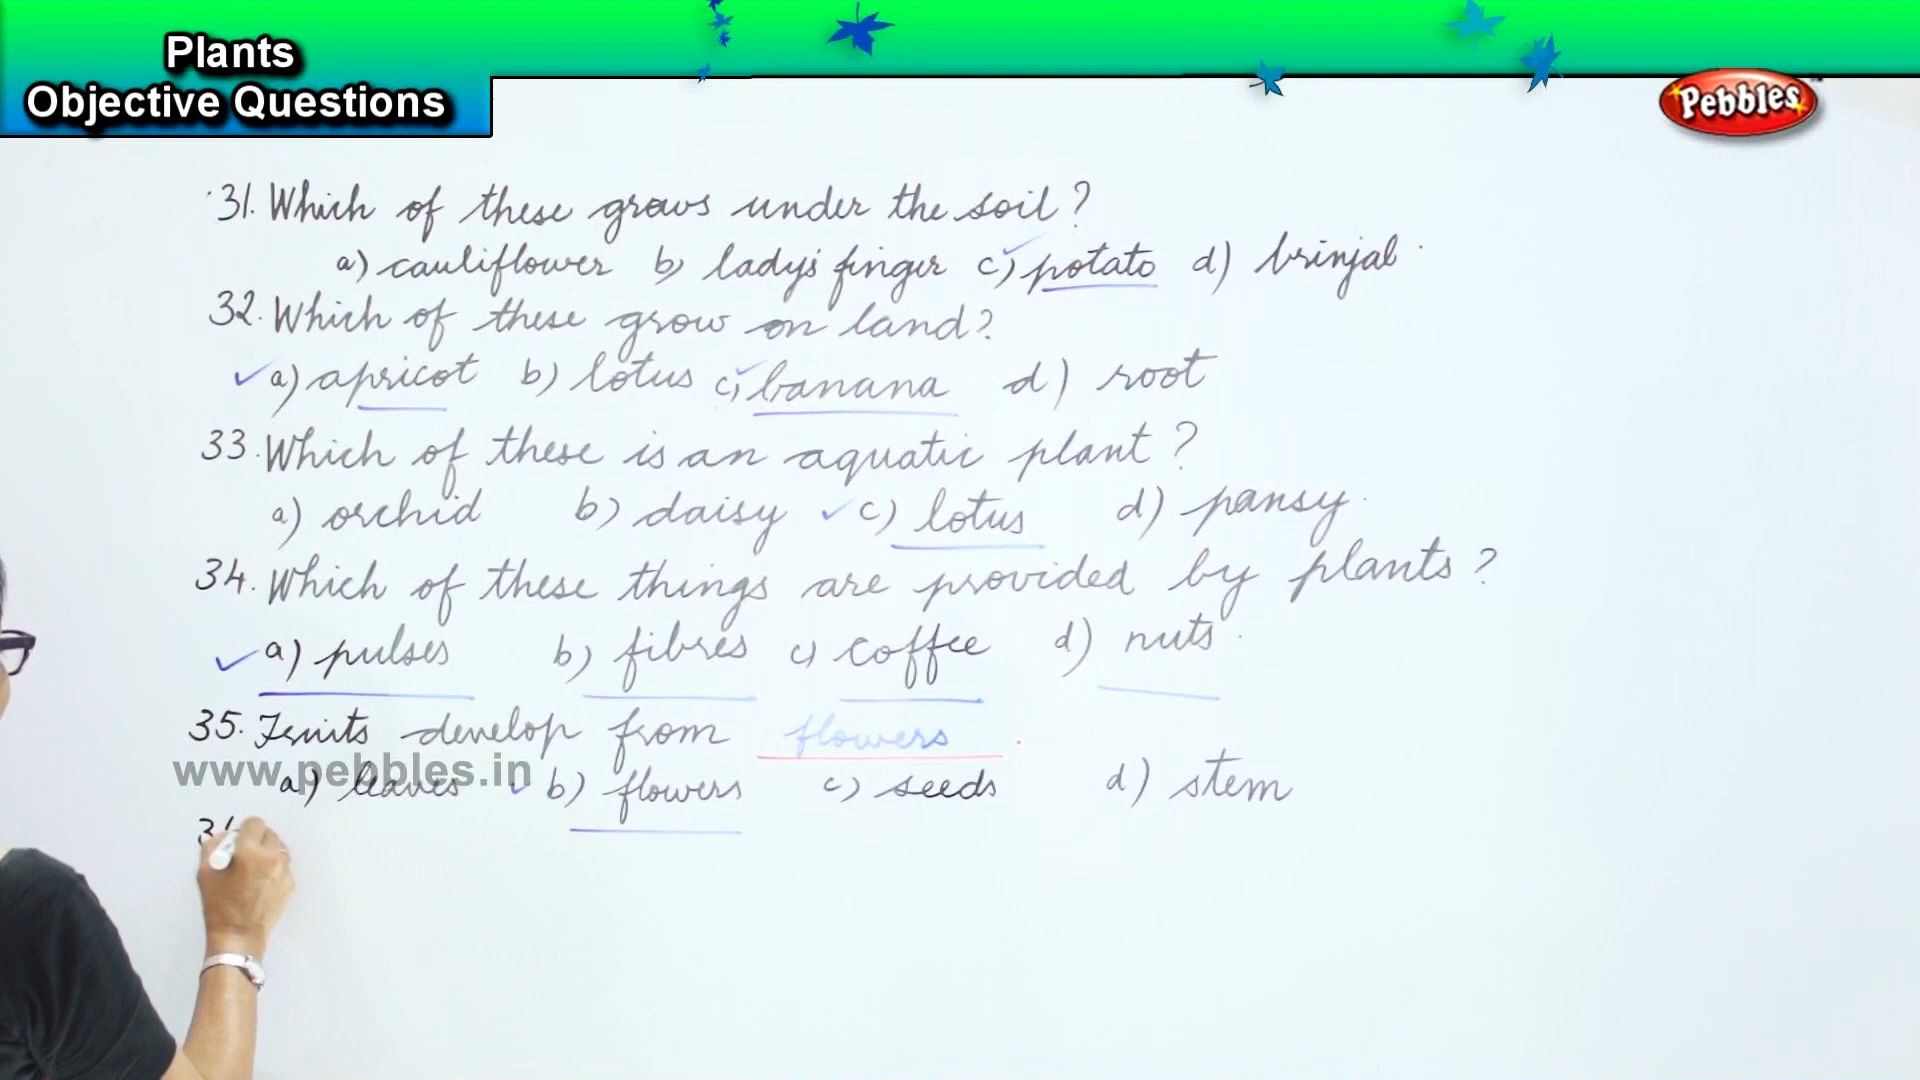 Plants
Objective Questions
Pebbles
31. Which of these grows under the soil?
a) cauliflower b) lady's finger c) potato d) brinjal.
32. Which of these grow on land?
a) apricot b) lotus c) banana d) root
33. Which of these is an aquatic plant?
a) orchid b) daisy c) lotus d) pansy.
34. Which of these things are provided by plants?
a) pulses b) fibres c) coffee d) nuts.
35. Fruits develop from flowers.
www.pebbles.in
a) leaves b) flowers c) seeds d) stem